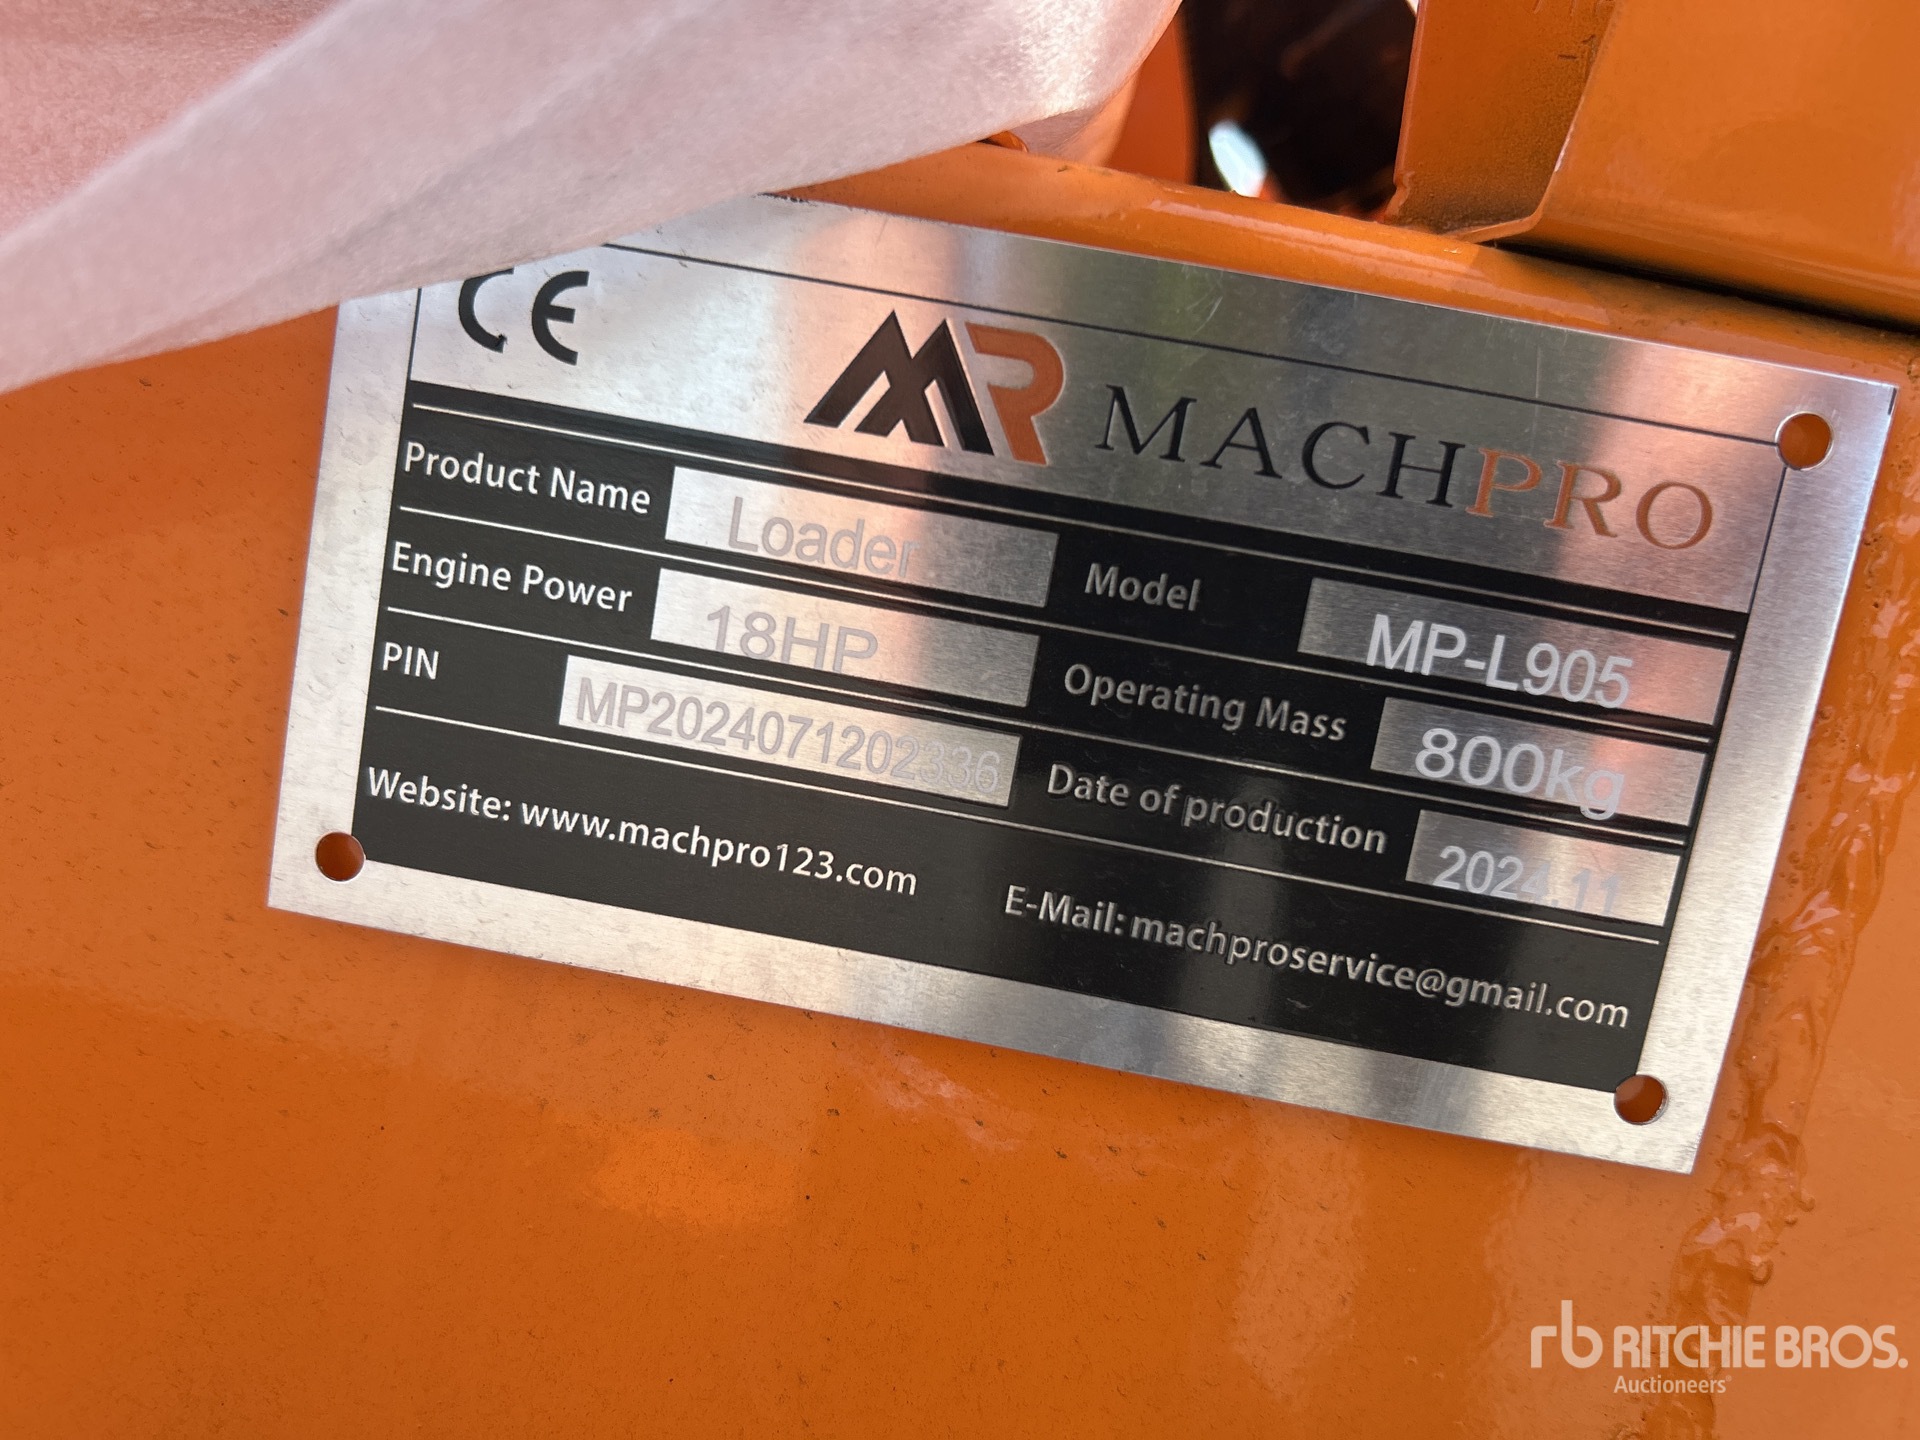 CE
MACHPRO
Product Name Loader Model MP-L905
Engine Power 18HP Operating Mass 800kg
PIN MP2024071202336 Date of production 2024.11
Website: www.machpro123.com E-Mail: machproservice@gmail.com
rb RITCHIE BROS.
Auctioneers